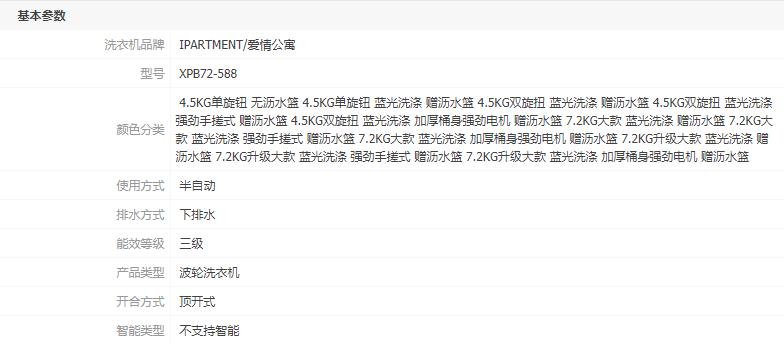 基本参数
洗衣机品牌 IPARTMENT/爱情公寓
型号 XPB72-588
4.5KG单旋钮 无沥水篮 4.5KG单旋钮 蓝光洗涤 赠沥水篮 4.5KG双旋扭 蓝光洗涤 赠沥水篮 4.5KG双旋扭 蓝光洗涤
强劲手搓式 赠沥水篮 4.5KG双旋扭 蓝光洗涤 加厚桶身强劲电机 赠沥水篮 7.2KG大款 蓝光洗涤 赠沥水篮 7.2KG大
颜色分类 款 蓝光洗涤 强劲手搓式 赠沥水篮 7.2KG大款 蓝光洗涤 加厚桶身强劲电机 赠沥水篮 7.2KG升级大款 蓝光洗涤 赠
沥水篮 7.2KG升级大款 蓝光洗涤 强劲手搓式 赠沥水篮 7.2KG升级大款 蓝光洗涤 加厚桶身强劲电机 赠沥水篮
使用方式 半自动
排水方式 下排水
能效等级 三级
产品类型 波轮洗衣机
开合方式 顶开式
智能类型 不支持智能